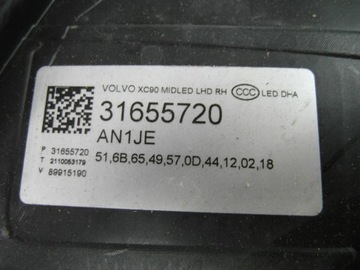 VOLVO XC90 MIDLED LHD RH CCC LED DHA
31655720
AN1JE
51,6B,65,49,57,0D,44,12,02,18
P 31655720
T 2110053179
V 89915190